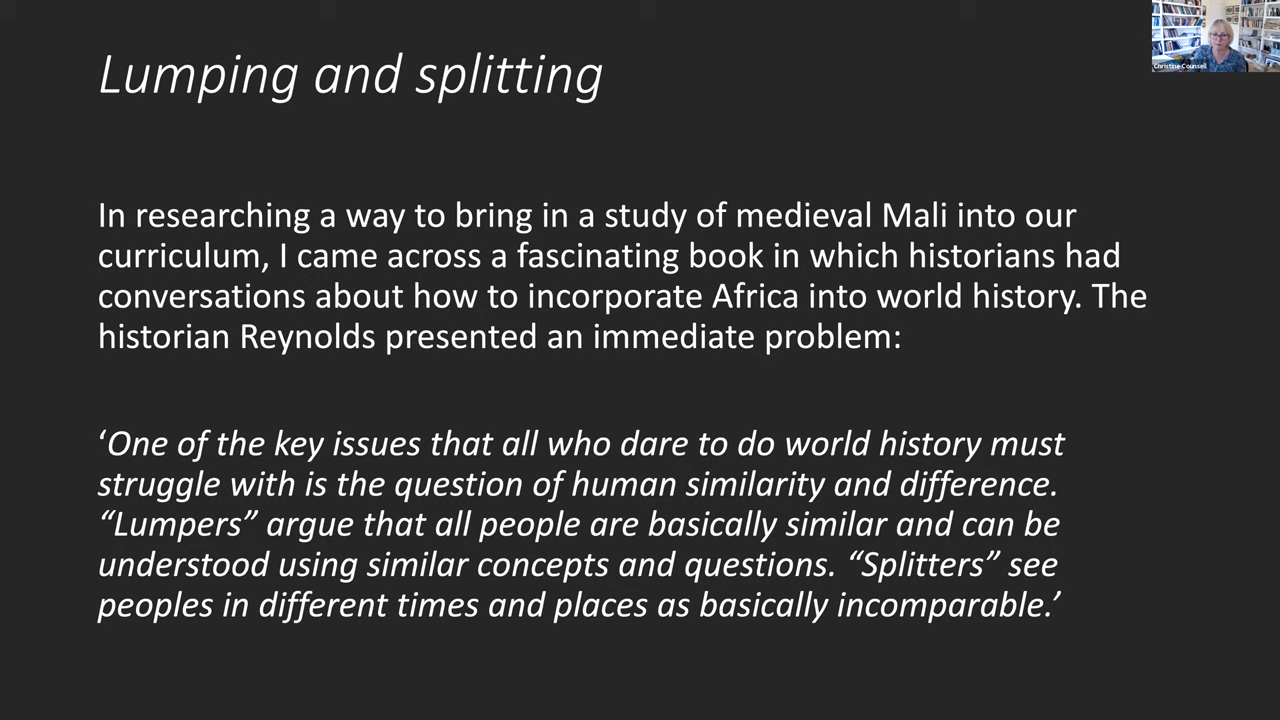 Lumping and splitting
Christine Counsell
In researching a way to bring in a study of medieval Mali into our
curriculum, I came across a fascinating book in which historians had
conversations about how to incorporate Africa into world history. The
historian Reynolds presented an immediate problem:
‘One of the key issues that all who dare to do world history must
struggle with is the question of human similarity and difference.
“Lumpers” argue that all people are basically similar and can be
understood using similar concepts and questions. “Splitters” see
peoples in different times and places as basically incomparable.’